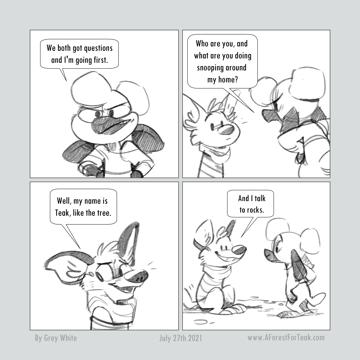 We both got questions
and I'm going first.
Who are you, and
what are you doing
snooping around
my home?
Well, my name is
Teak, like the tree.
And I talk
to rocks.
By Grey White
July 27th 2021
www.AForestForTeak.com